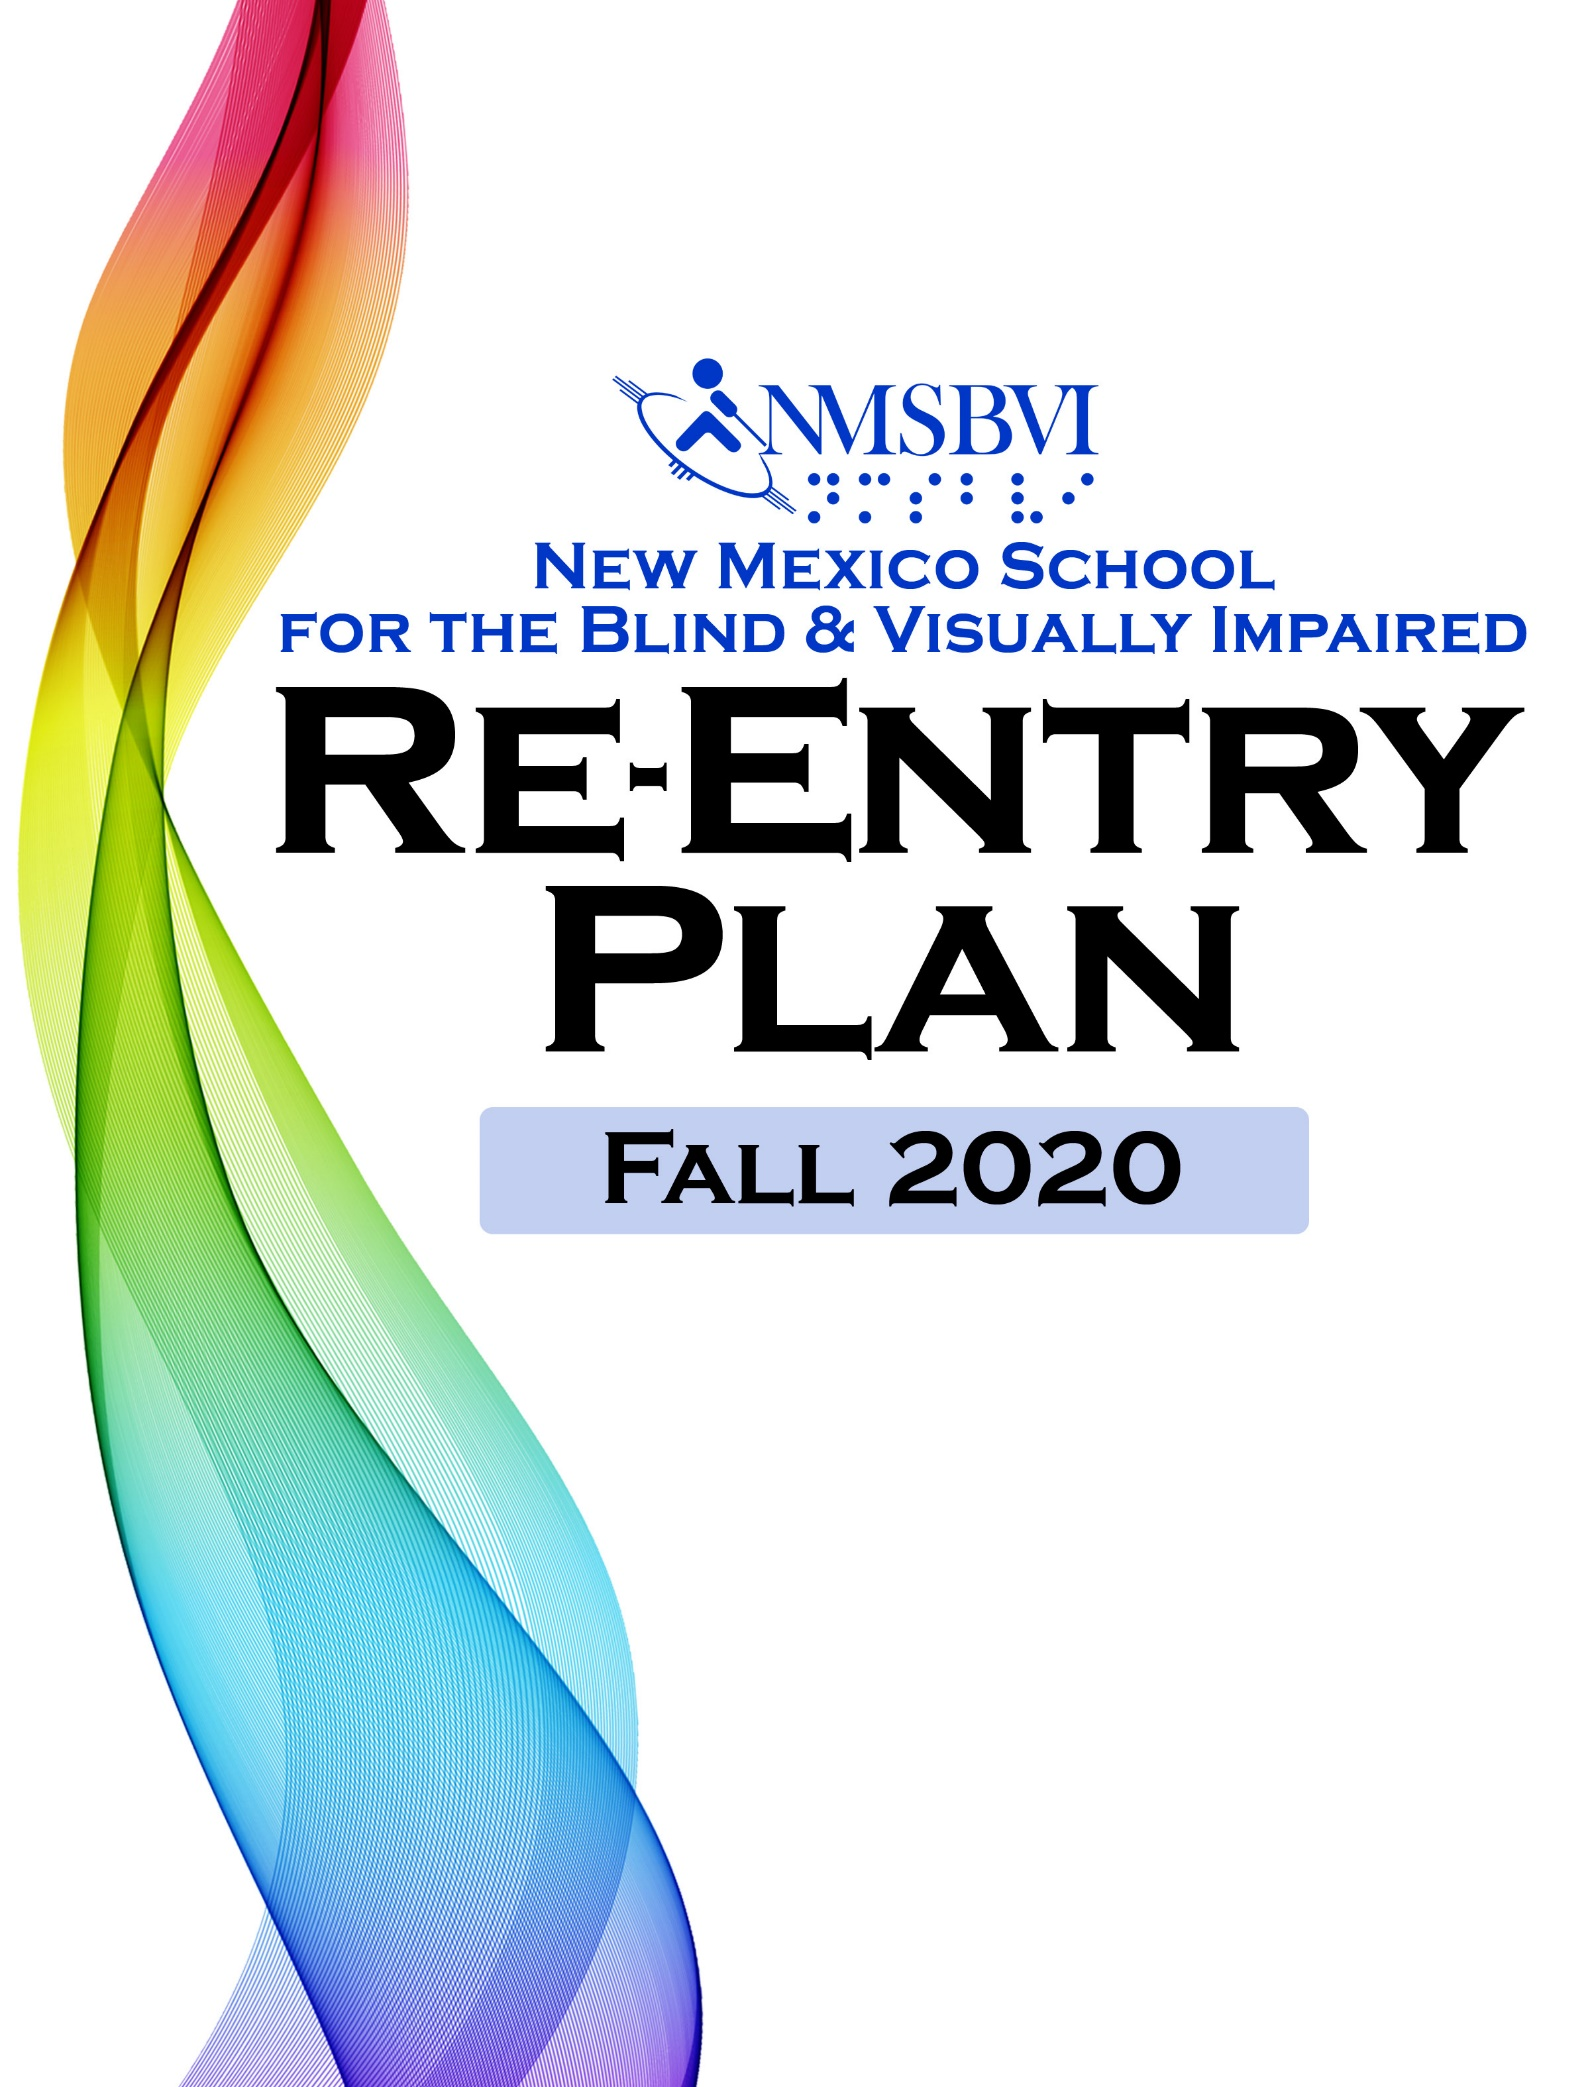 NMSBVI
⠝⠍⠎⠃⠧⠊
New Mexico School
for the Blind & Visually Impaired
Re-Entry
Plan
Fall 2020